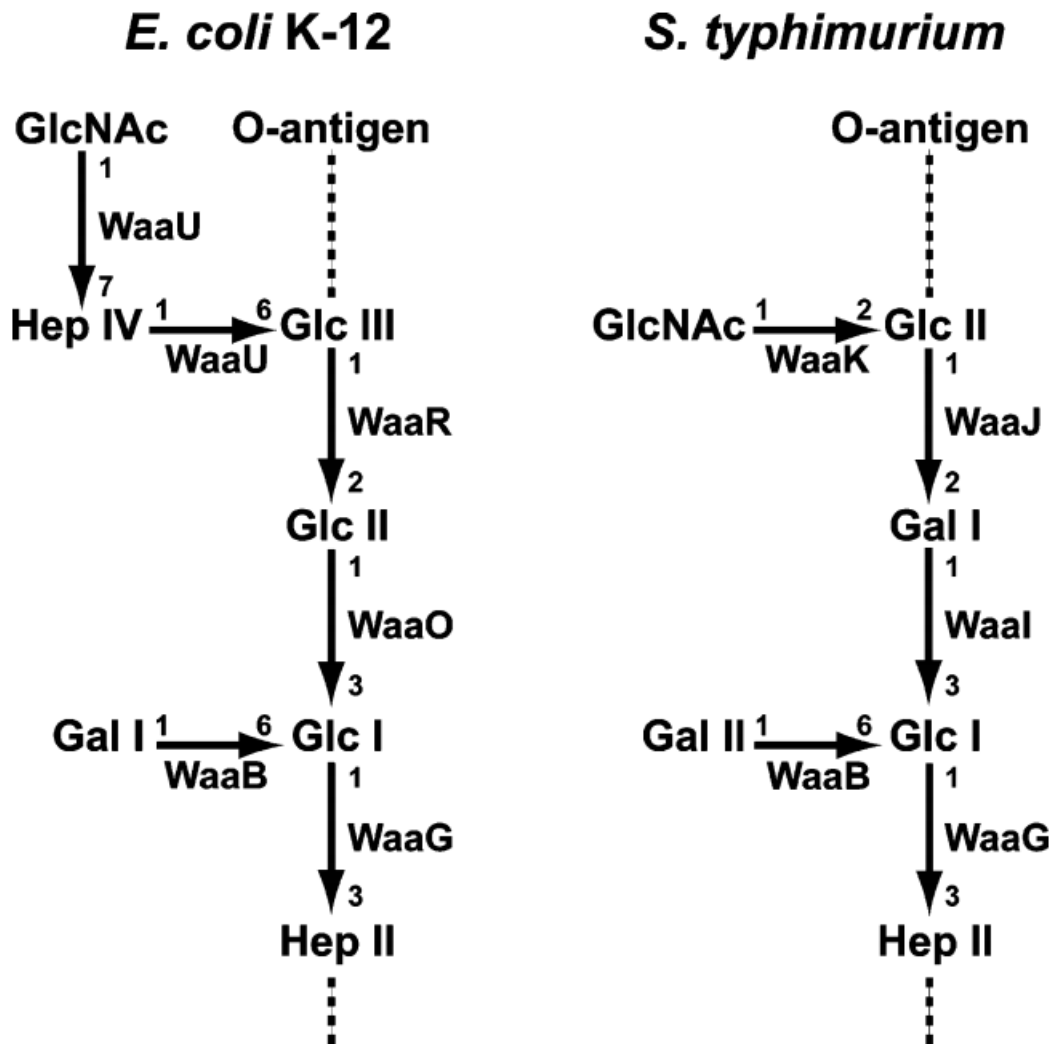 E. coli K-12 S. typhimurium
GlcNAc O-antigen O-antigen
1
WaaU
7
Hep IV 1 6 Glc III GlcNAc 1 2 Glc II
WaaU 1 WaaK 1
WaaR WaaJ
2 2
Glc II Gal I
1 1
WaaO WaaI
3 3
Gal I 1 6 Glc I Gal II 1 6 Glc I
WaaB 1 WaaB 1
WaaG WaaG
3 3
Hep II Hep II